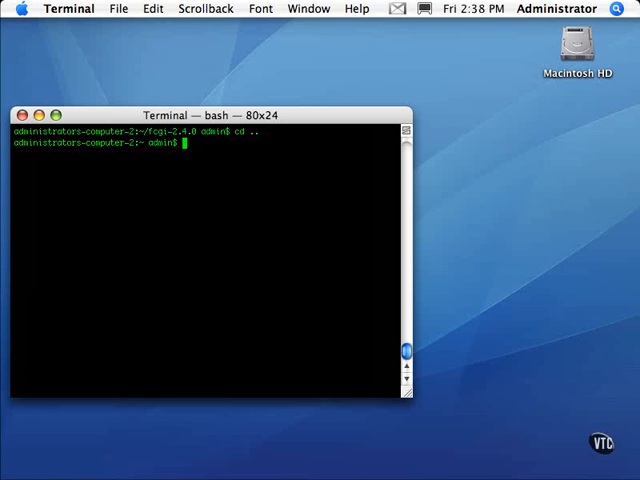 Terminal File Edit Scrollback Font Window Help Fri 2:38 PM Administrator
Macintosh HD
Terminal — bash — 80x24
administrators-computer-2:~/fcgi-2.4.0 admin$ cd ..
administrators-computer-2:~ admin$
VTC